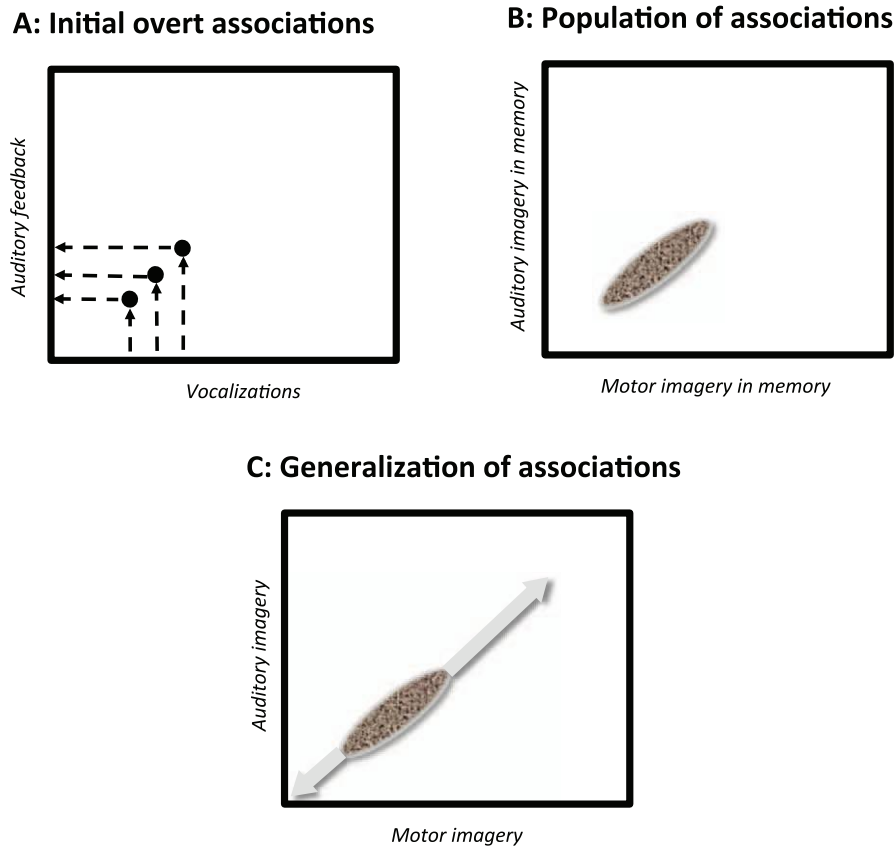 A: Initial overt associations
Auditory feedback
Vocalizations
B: Population of associations
Auditory imagery in memory
Motor imagery in memory
C: Generalization of associations
Auditory imagery
Motor imagery